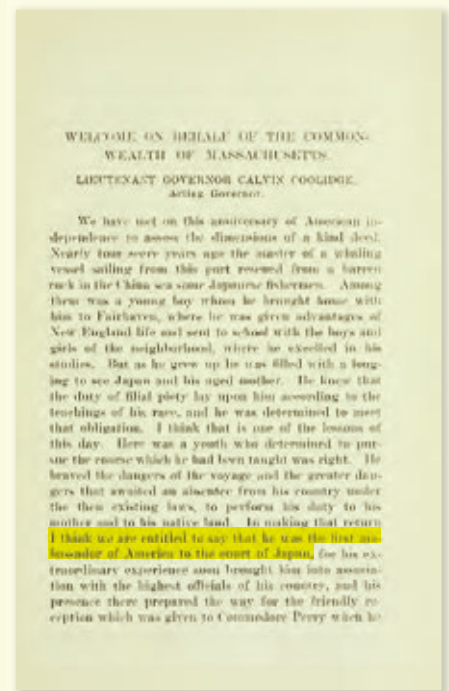 WELCOME ON BEHALF OF THE COMMON-
WEALTH OF MASSACHUSETTS.
LIEUTENANT GOVERNOR CALVIN COOLIDGE,
Acting Governor.
We have met on this anniversary of American in-
dependence to assess the dimensions of a kind deed.
Nearly four score years ago the master of a whaling
vessel sailing from this port rescued from a barren
rock in the China sea some Japanese fishermen. Among
them was a young boy whom he brought home with
him to Fairhaven, where he was given advantages of
New England life and sent to school with the boys and
girls of the neighborhood, where he excelled in his
studies. But as he grew up he was filled with a long-
ing to see Japan and his aged mother. He knew that
the duty of filial piety lay upon him according to the
teachings of his race, and he was determined to meet
that obligation. I think that is one of the lessons of
this day. Here was a youth who determined to pur-
sue the course which he had been taught was right. He
braved the dangers of the voyage and the greater dan-
gers that awaited an absentee from his country under
the then existing laws, to perform his duty to his
mother and to his native land. In making that return
I think we are entitled to say that he was the first am-
bassador of America to the court of Japan, for his ex-
traordinary experience soon brought him into associa-
tion with the highest officials of his country, and his
presence there prepared the way for the friendly re-
ception which was given to Commodore Perry when he